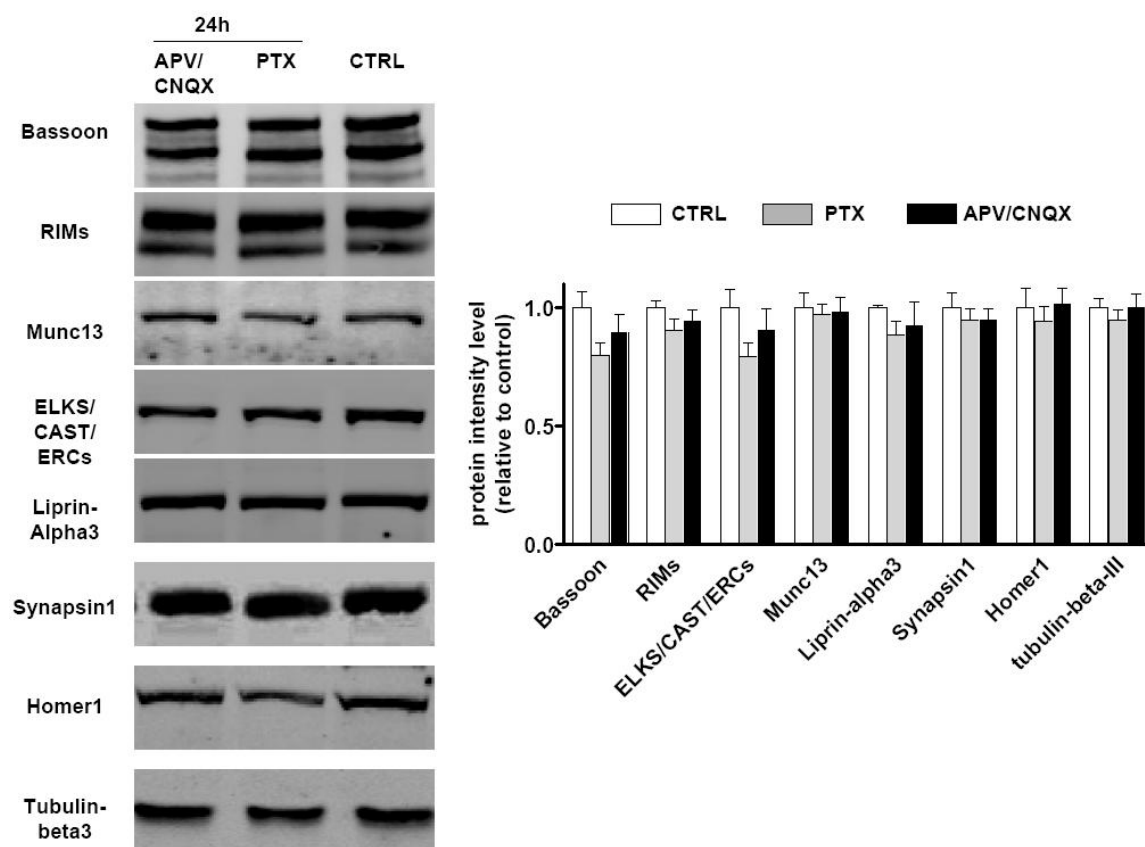 24h
APV/
CNQX
PTX
CTRL
Bassoon
RIMs
Munc13
ELKS/
CAST/
ERCs
Liprin-
Alpha3
Synapsin1
Homer1
Tubulin-
beta3
CTRL
PTX
APV/CNQX
protein intensity level
(relative to control)
1.0
0.5
0.0
Bassoon
RIMs
ELKS/CAST/ERCs
Munc13
Liprin-alpha3
Synapsin1
Homer1
tubulin-beta-III